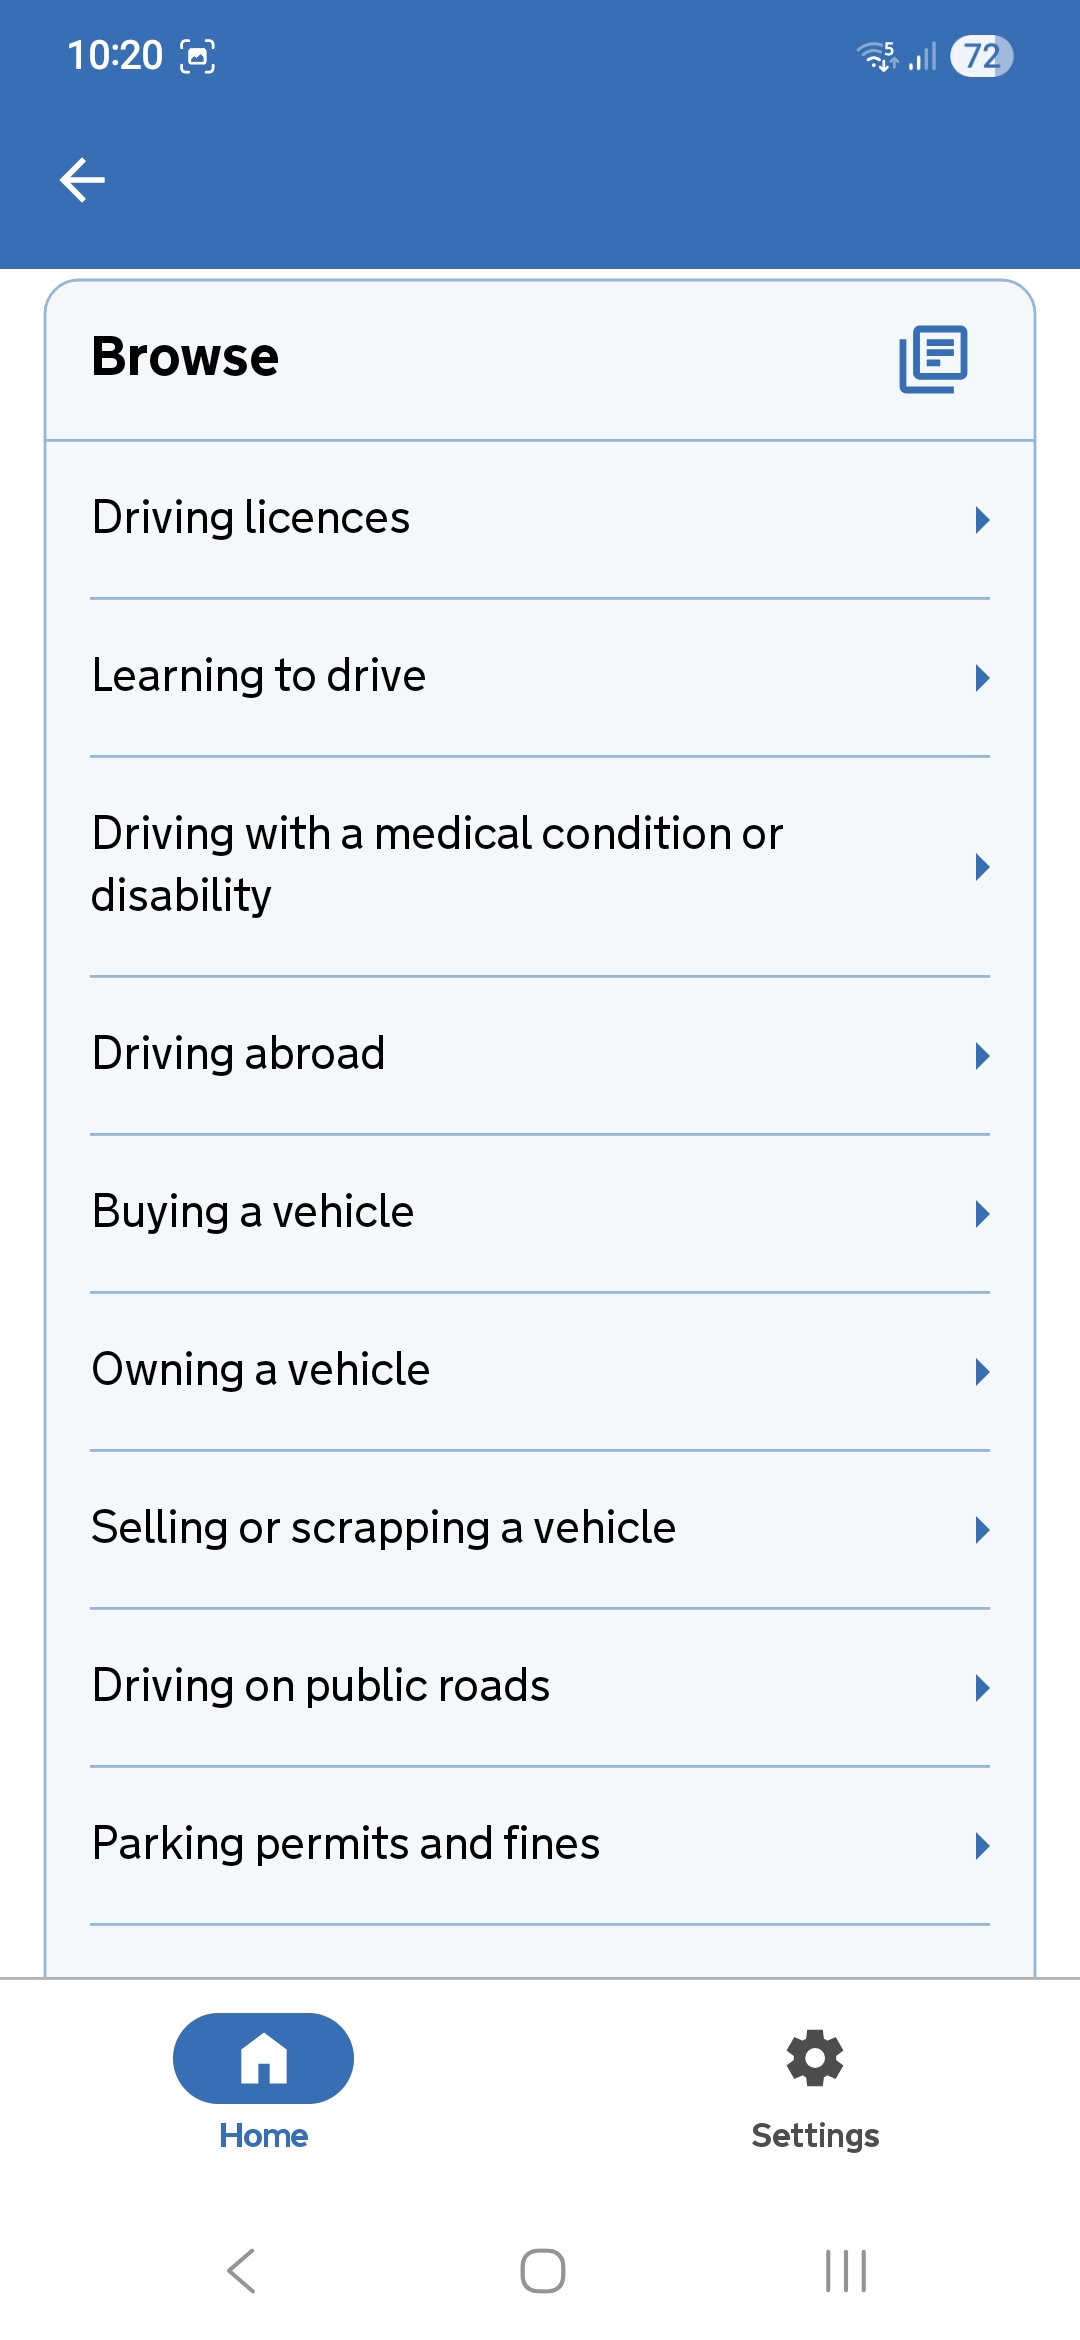 10:20
5
72
Browse
Driving licences
Learning to drive
Driving with a medical condition or
disability
Driving abroad
Buying a vehicle
Owning a vehicle
Selling or scrapping a vehicle
Driving on public roads
Parking permits and fines
Home
Settings